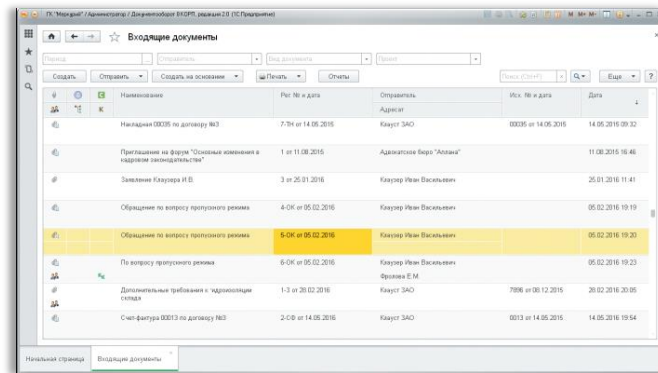 ГК "Меркурий" / Администратор / Документооборот 8 КОРП, редакция 2.0 (1С:Предприятие)
M M+ M-
Входящие документы
Период
Отправитель
Вид документа
Проект
Создать
Отправить
Создать на основании
Печать
Отчеты
Поиск (Ctrl+F)
Еще
?
Наименование
Рег. № и дата
Отправитель
Исх. № и дата
Дата
К
Адресат
Накладная 00035 по договору №3
7-ТН от 14.05.2015
Клауст ЗАО
00035 от 14.05.2015
14.05.2015 09:32
Приглашение на форум "Основные изменения в
кадровом законодательстве"
1 от 11.08.2015
Адвокатское бюро "Аплана"
11.08.2015 16:46
Заявление Клаузера И.В.
3 от 25.01.2016
Клаузер Иван Васильевич
25.01.2016 11:41
Обращение по вопросу пропускного режима
4-ОК от 05.02.2016
Клаузер Иван Васильевич
05.02.2016 19:19
Обращение по вопросу пропускного режима
5-ОК от 05.02.2016
Клаузер Иван Васильевич
05.02.2016 19:20
По вопросу пропускного режима
6-ОК от 05.02.2016
Клаузер Иван Васильевич
05.02.2016 19:23
Фролова Е.М.
Дополнительные требования к гидроизоляции
склада
1-3 от 28.02.2016
Клауст ЗАО
7896 от 08.12.2015
28.02.2016 20:05
Счет-фактура 00013 по договору №3
2-СФ от 14.05.2016
Клауст ЗАО
0013 от 14.05.2015
14.05.2016 19:54
Начальная страница
Входящие документы